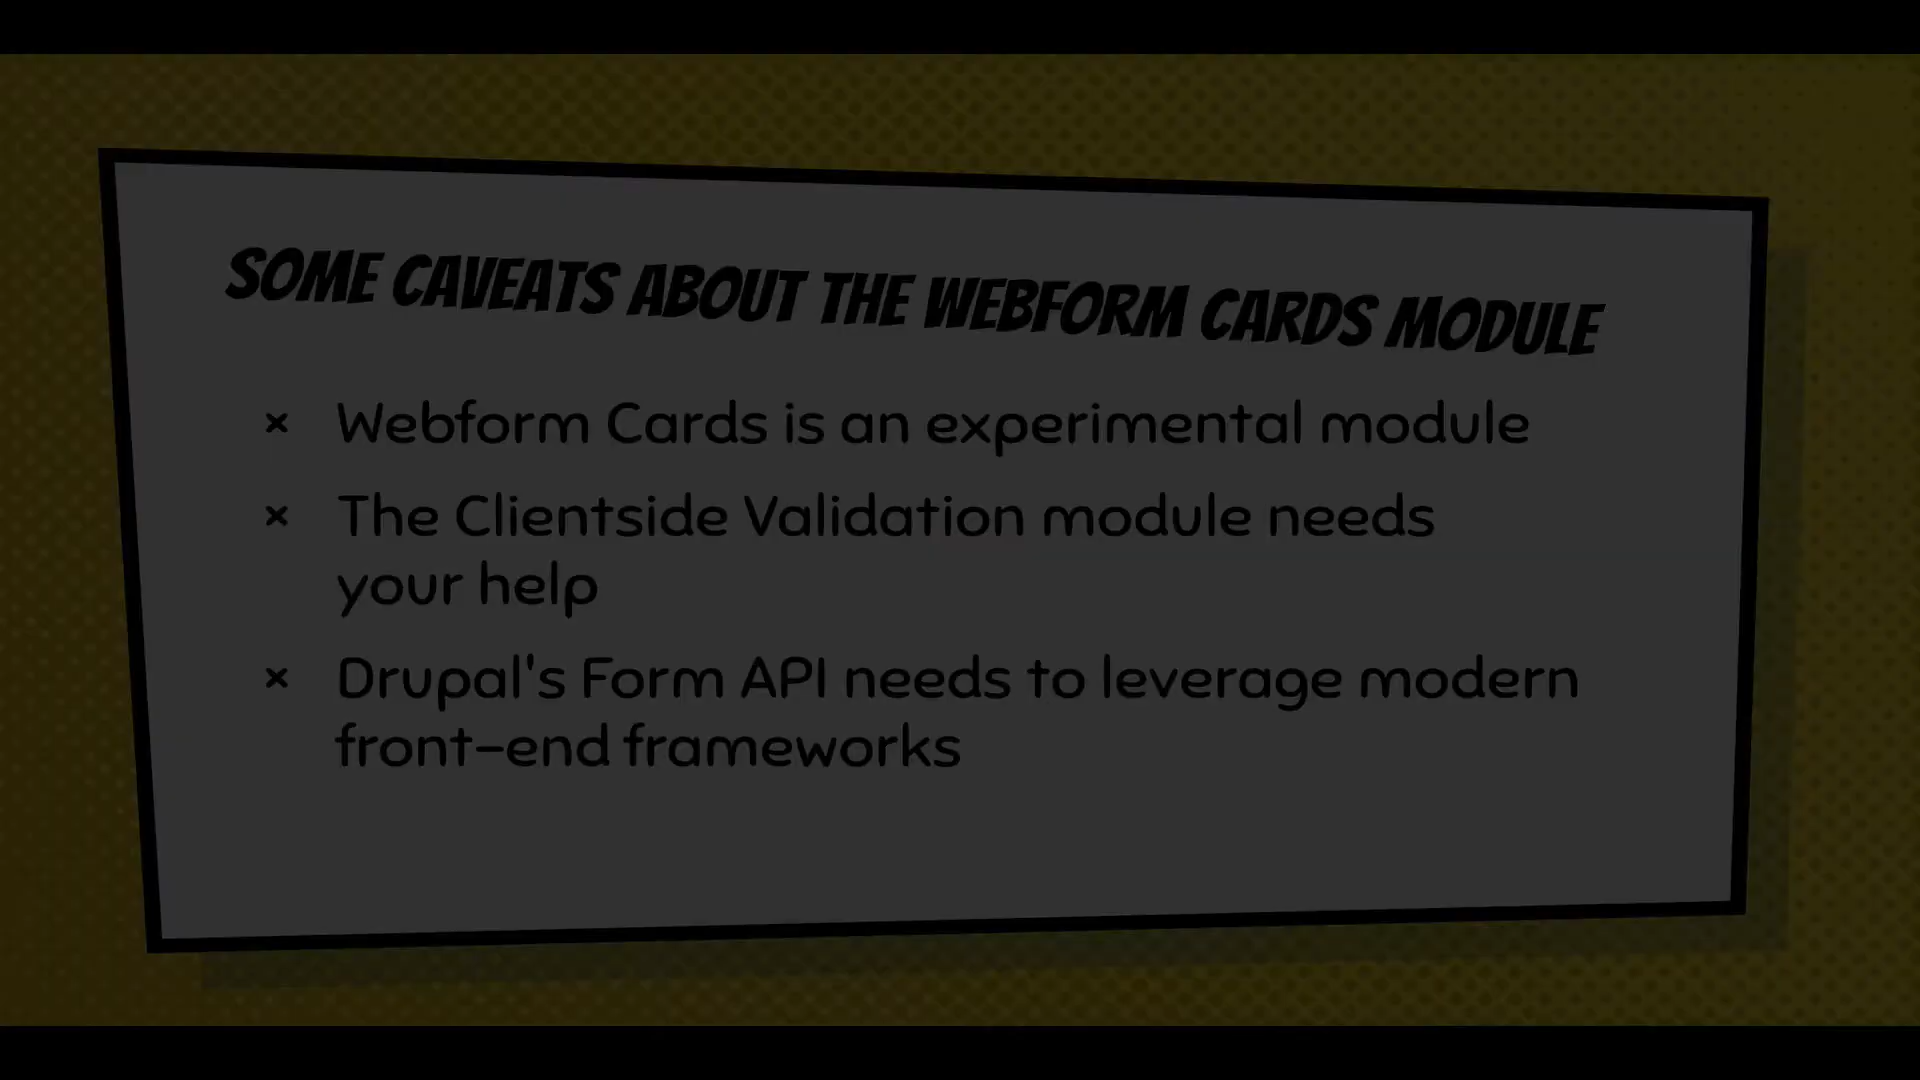 SOME CAVEATS ABOUT THE WEBFORM CARDS MODULE
× Webform Cards is an experimental module
× The Clientside Validation module needs
your help
× Drupal's Form API needs to leverage modern
front-end frameworks